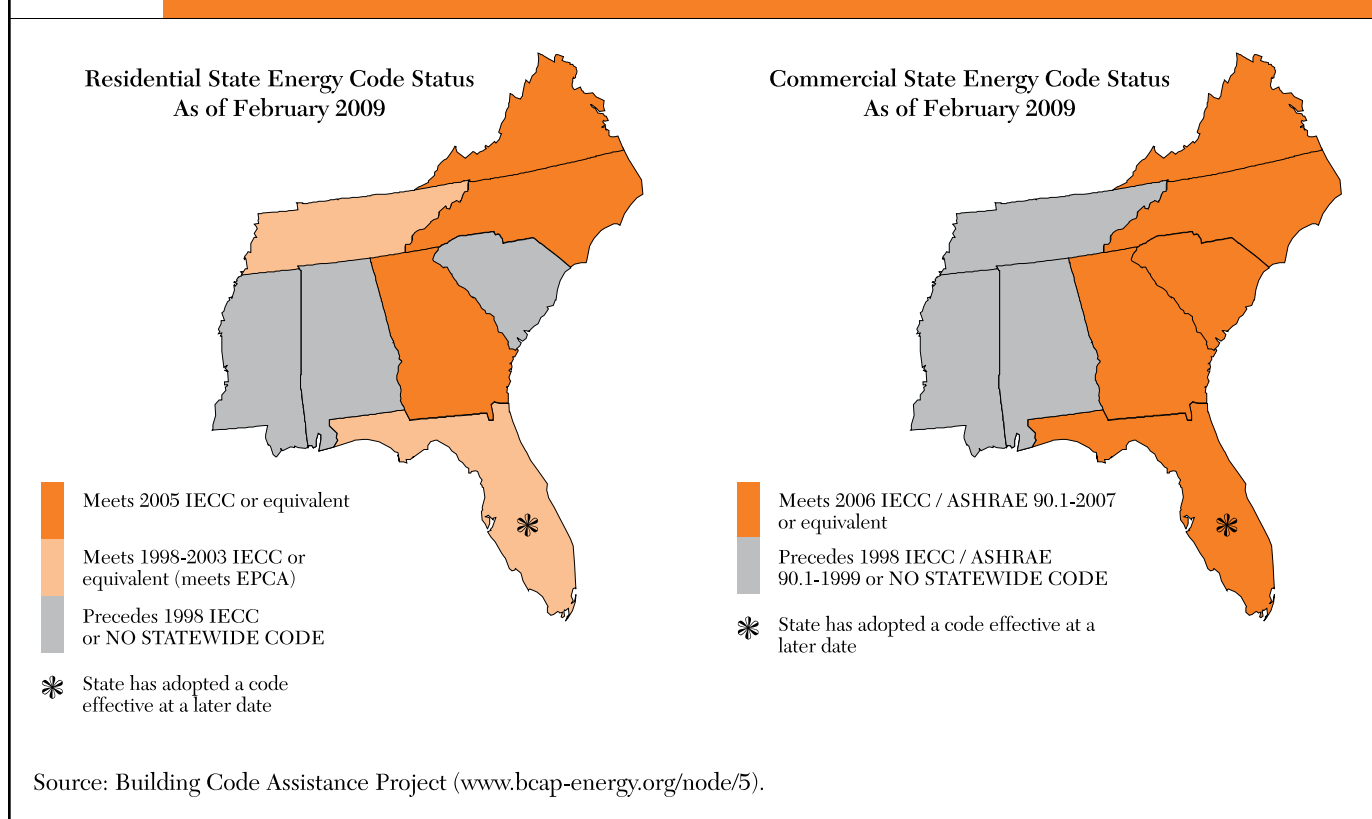 Residential State Energy Code Status
As of February 2009
Meets 2005 IECC or equivalent
Meets 1998-2003 IECC or
equivalent (meets EPCA)
Precedes 1998 IECC
or NO STATEWIDE CODE
State has adopted a code
effective at a later date
Commercial State Energy Code Status
As of February 2009
Meets 2006 IECC / ASHRAE 90.1-2007
or equivalent
Precedes 1998 IECC / ASHRAE
90.1-1999 or NO STATEWIDE CODE
State has adopted a code effective at a
later date
Source: Building Code Assistance Project (www.bcap-energy.org/node/5).